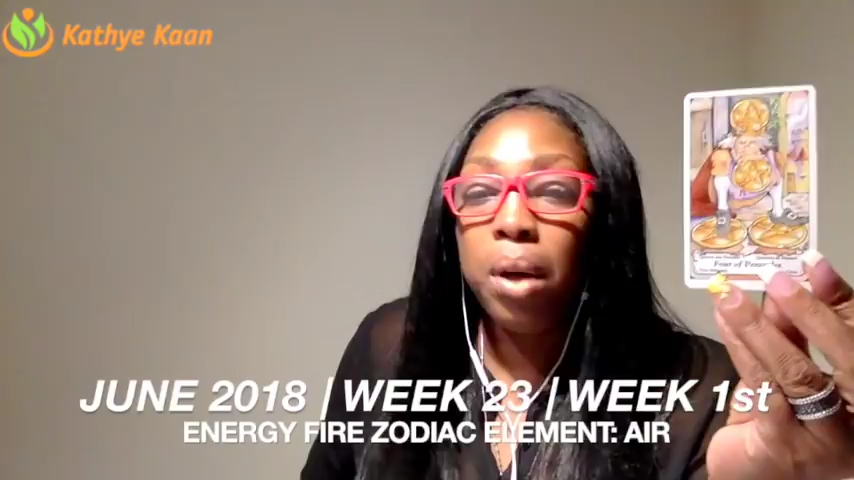 Kathye Kaan
Four of Pentacles
JUNE 2018 | WEEK 23 | WEEK 1st
ENERGY FIRE ZODIAC ELEMENT: AIR